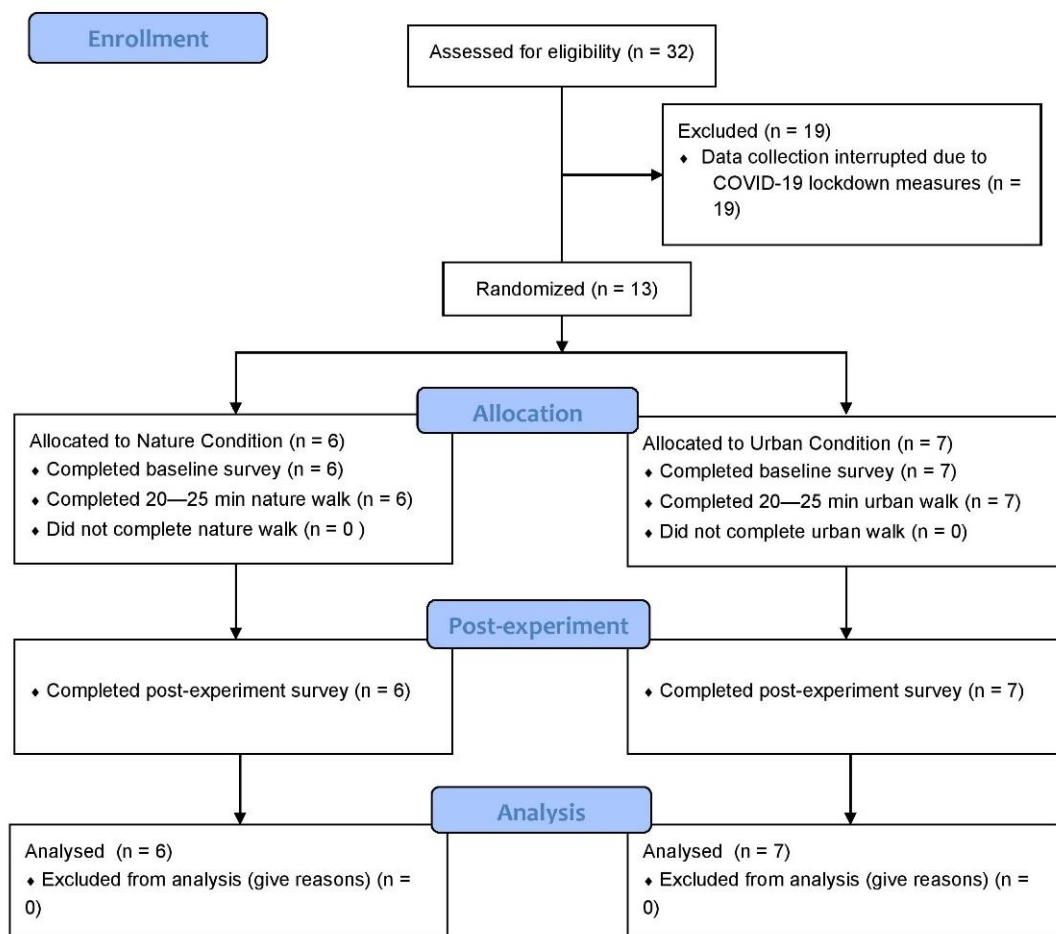 Enrollment
Assessed for eligibility (n = 32)
Excluded (n = 19)
♦ Data collection interrupted due to
COVID-19 lockdown measures (n =
19)
Randomized (n = 13)
Allocation
Allocated to Nature Condition (n = 6)
♦ Completed baseline survey (n = 6)
♦ Completed 20—25 min nature walk (n = 6)
♦ Did not complete nature walk (n = 0 )
Allocated to Urban Condition (n = 7)
♦ Completed baseline survey (n = 7)
♦ Completed 20—25 min urban walk (n = 7)
♦ Did not complete urban walk (n = 0)
Post-experiment
♦ Completed post-experiment survey (n = 6)
♦ Completed post-experiment survey (n = 7)
Analysis
Analysed (n = 6)
♦ Excluded from analysis (give reasons) (n =
0)
Analysed (n = 7)
♦ Excluded from analysis (give reasons) (n =
0)